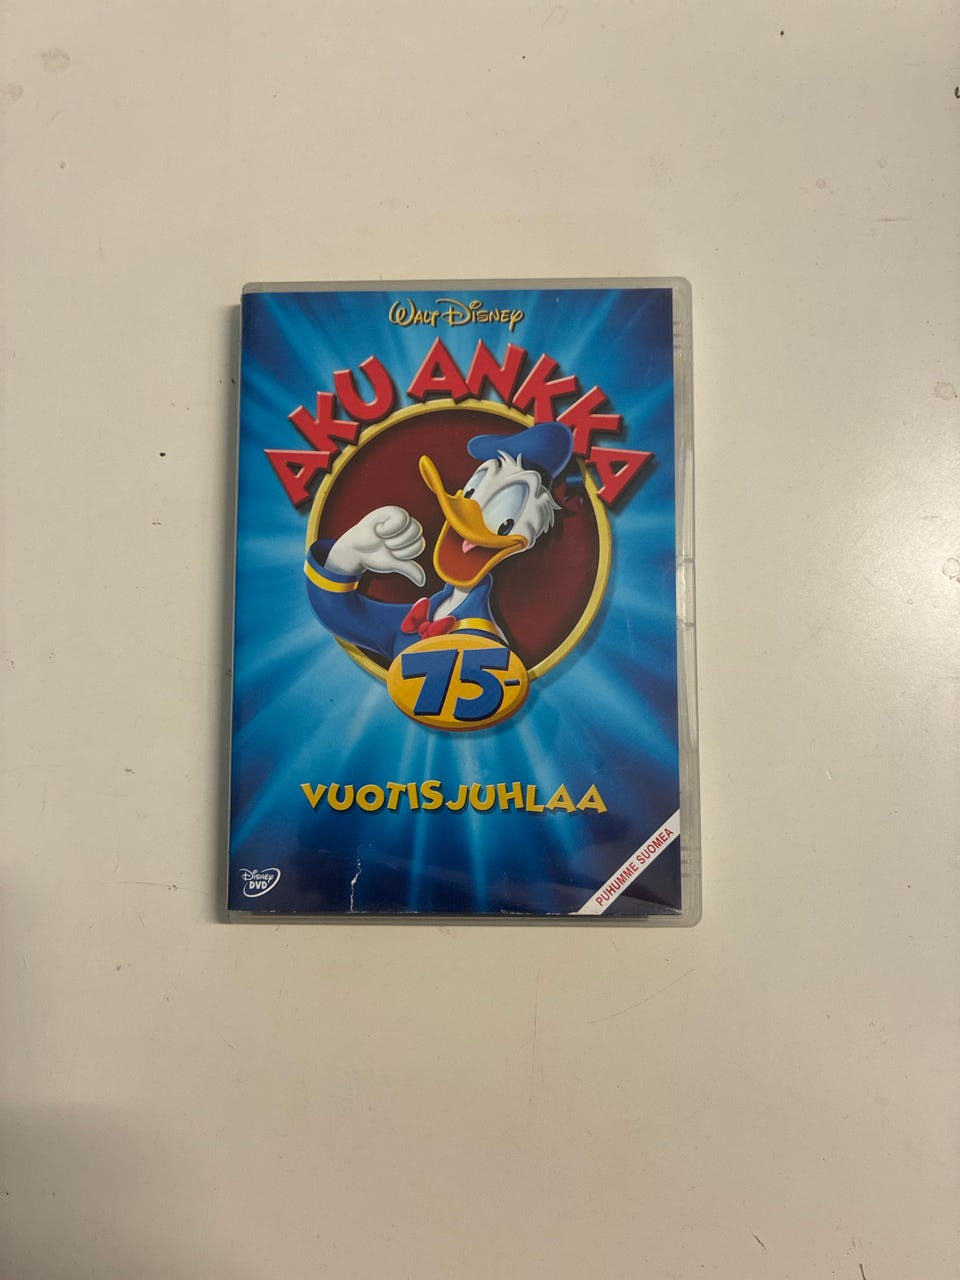 WALT DISNEY
AKU ANKKA
75-
VUOTISJUHLAA
DISNEY
DVD
PUHUMME SUOMEA